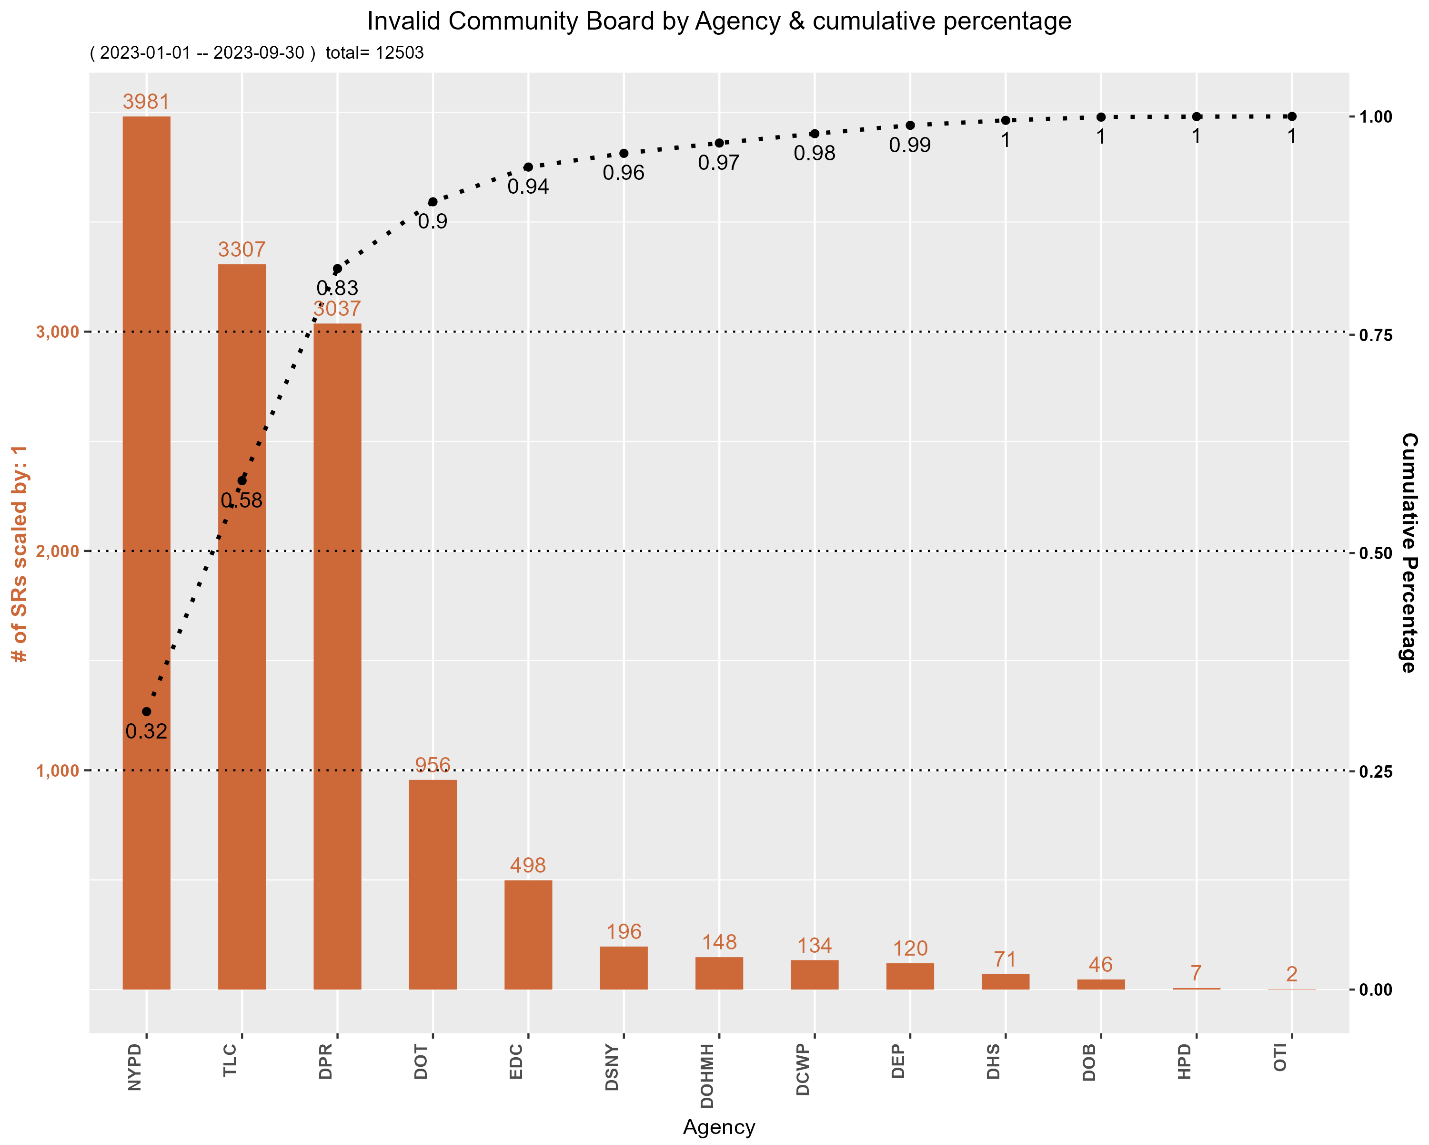 Invalid Community Board by Agency & cumulative percentage
( 2023-01-01 -- 2023-09-30 )  total= 12503
# of SRs scaled by: 1
3,000
2,000
1,000
3981
3307
3037
956
498
196
148
134
120
71
46
7
2
0.32
0.58
0.83
0.9
0.94
0.96
0.97
0.98
0.99
1
1
1
1
1.00
0.75
0.50
0.25
0.00
Cumulative Percentage
NYPD
TLC
DPR
DOT
EDC
DSNY
DOHMH
DCWP
DEP
DHS
DOB
HPD
OTI
Agency